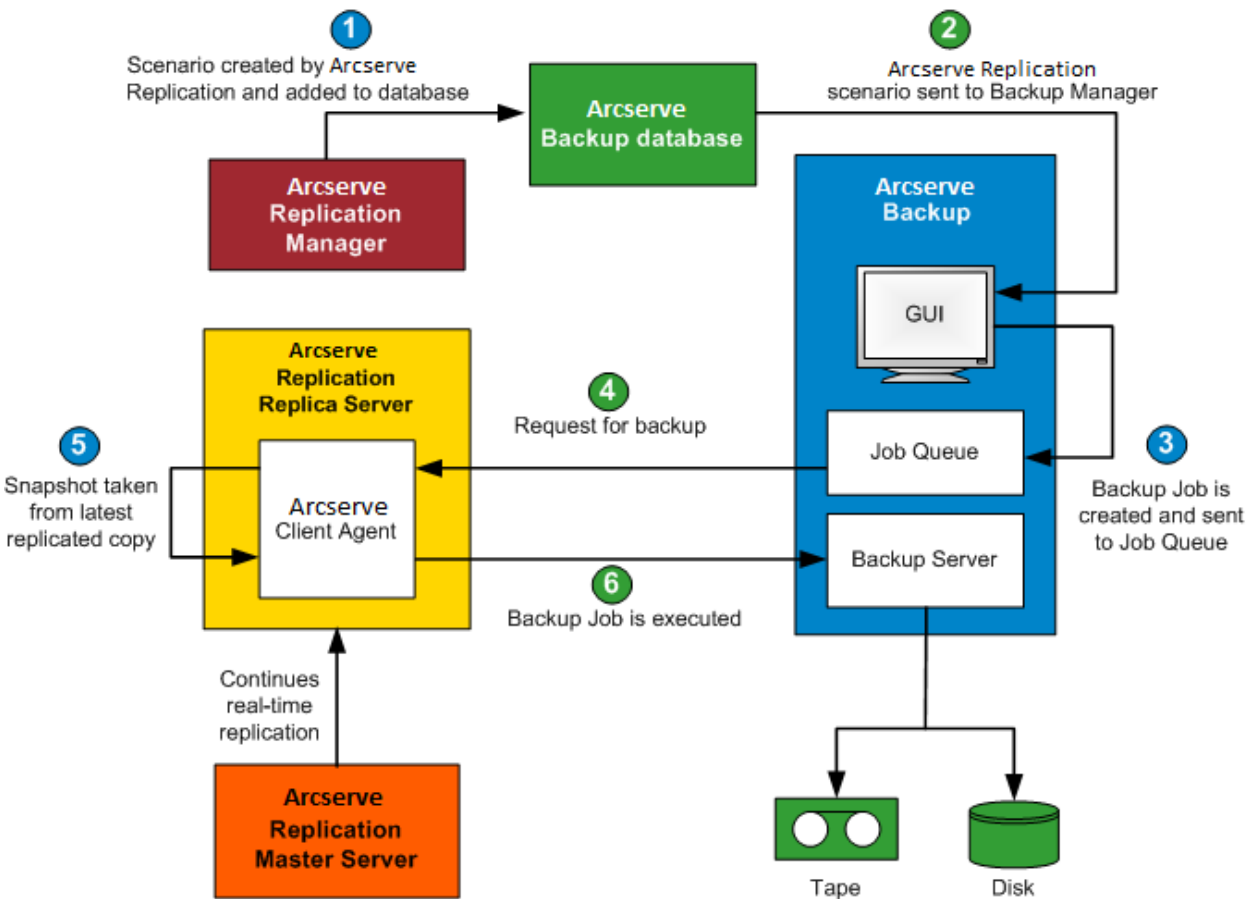 1
Scenario created by Arcserve
Replication and added to database
2
Arcserve Replication
scenario sent to Backup Manager
Arcserve
Backup database
Arcserve
Replication
Manager
Arcserve
Backup
GUI
Arcserve
Replication
Replica Server
4
Request for backup
Job Queue
3
Backup Job is
created and sent
to Job Queue
5
Snapshot taken
from latest
replicated copy
Arcserve
Client Agent
Backup Server
6
Backup Job is executed
Continues
real-time
replication
Arcserve
Replication
Master Server
Tape
Disk